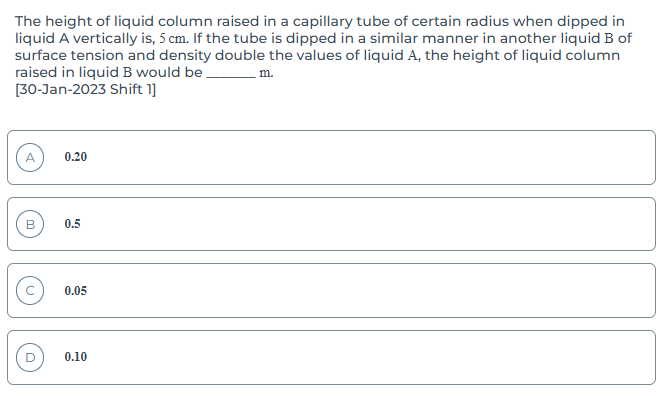 The height of liquid column raised in a capillary tube of certain radius when dipped in
liquid A vertically is, 5 cm. If the tube is dipped in a similar manner in another liquid B of
surface tension and density double the values of liquid A, the height of liquid column
raised in liquid B would be _______ m.
[30-Jan-2023 Shift 1]
A 0.20
B 0.5
C 0.05
D 0.10